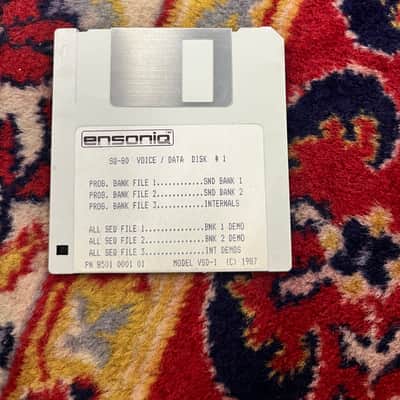 ensoniq
SQ-80 VOICE / DATA DISK # 1
PROG. BANK FILE 1............SND BANK 1
PROG. BANK FILE 2............SND BANK 2
PROG. BANK FILE 3............INTERNALS
ALL SEQ FILE 1...............BNK 1 DEMO
ALL SEQ FILE 2...............BNK 2 DEMO
ALL SEQ FILE 3...............INT DEMOS
PN 8501 0001 01 MODEL VSD-1 (C) 1987